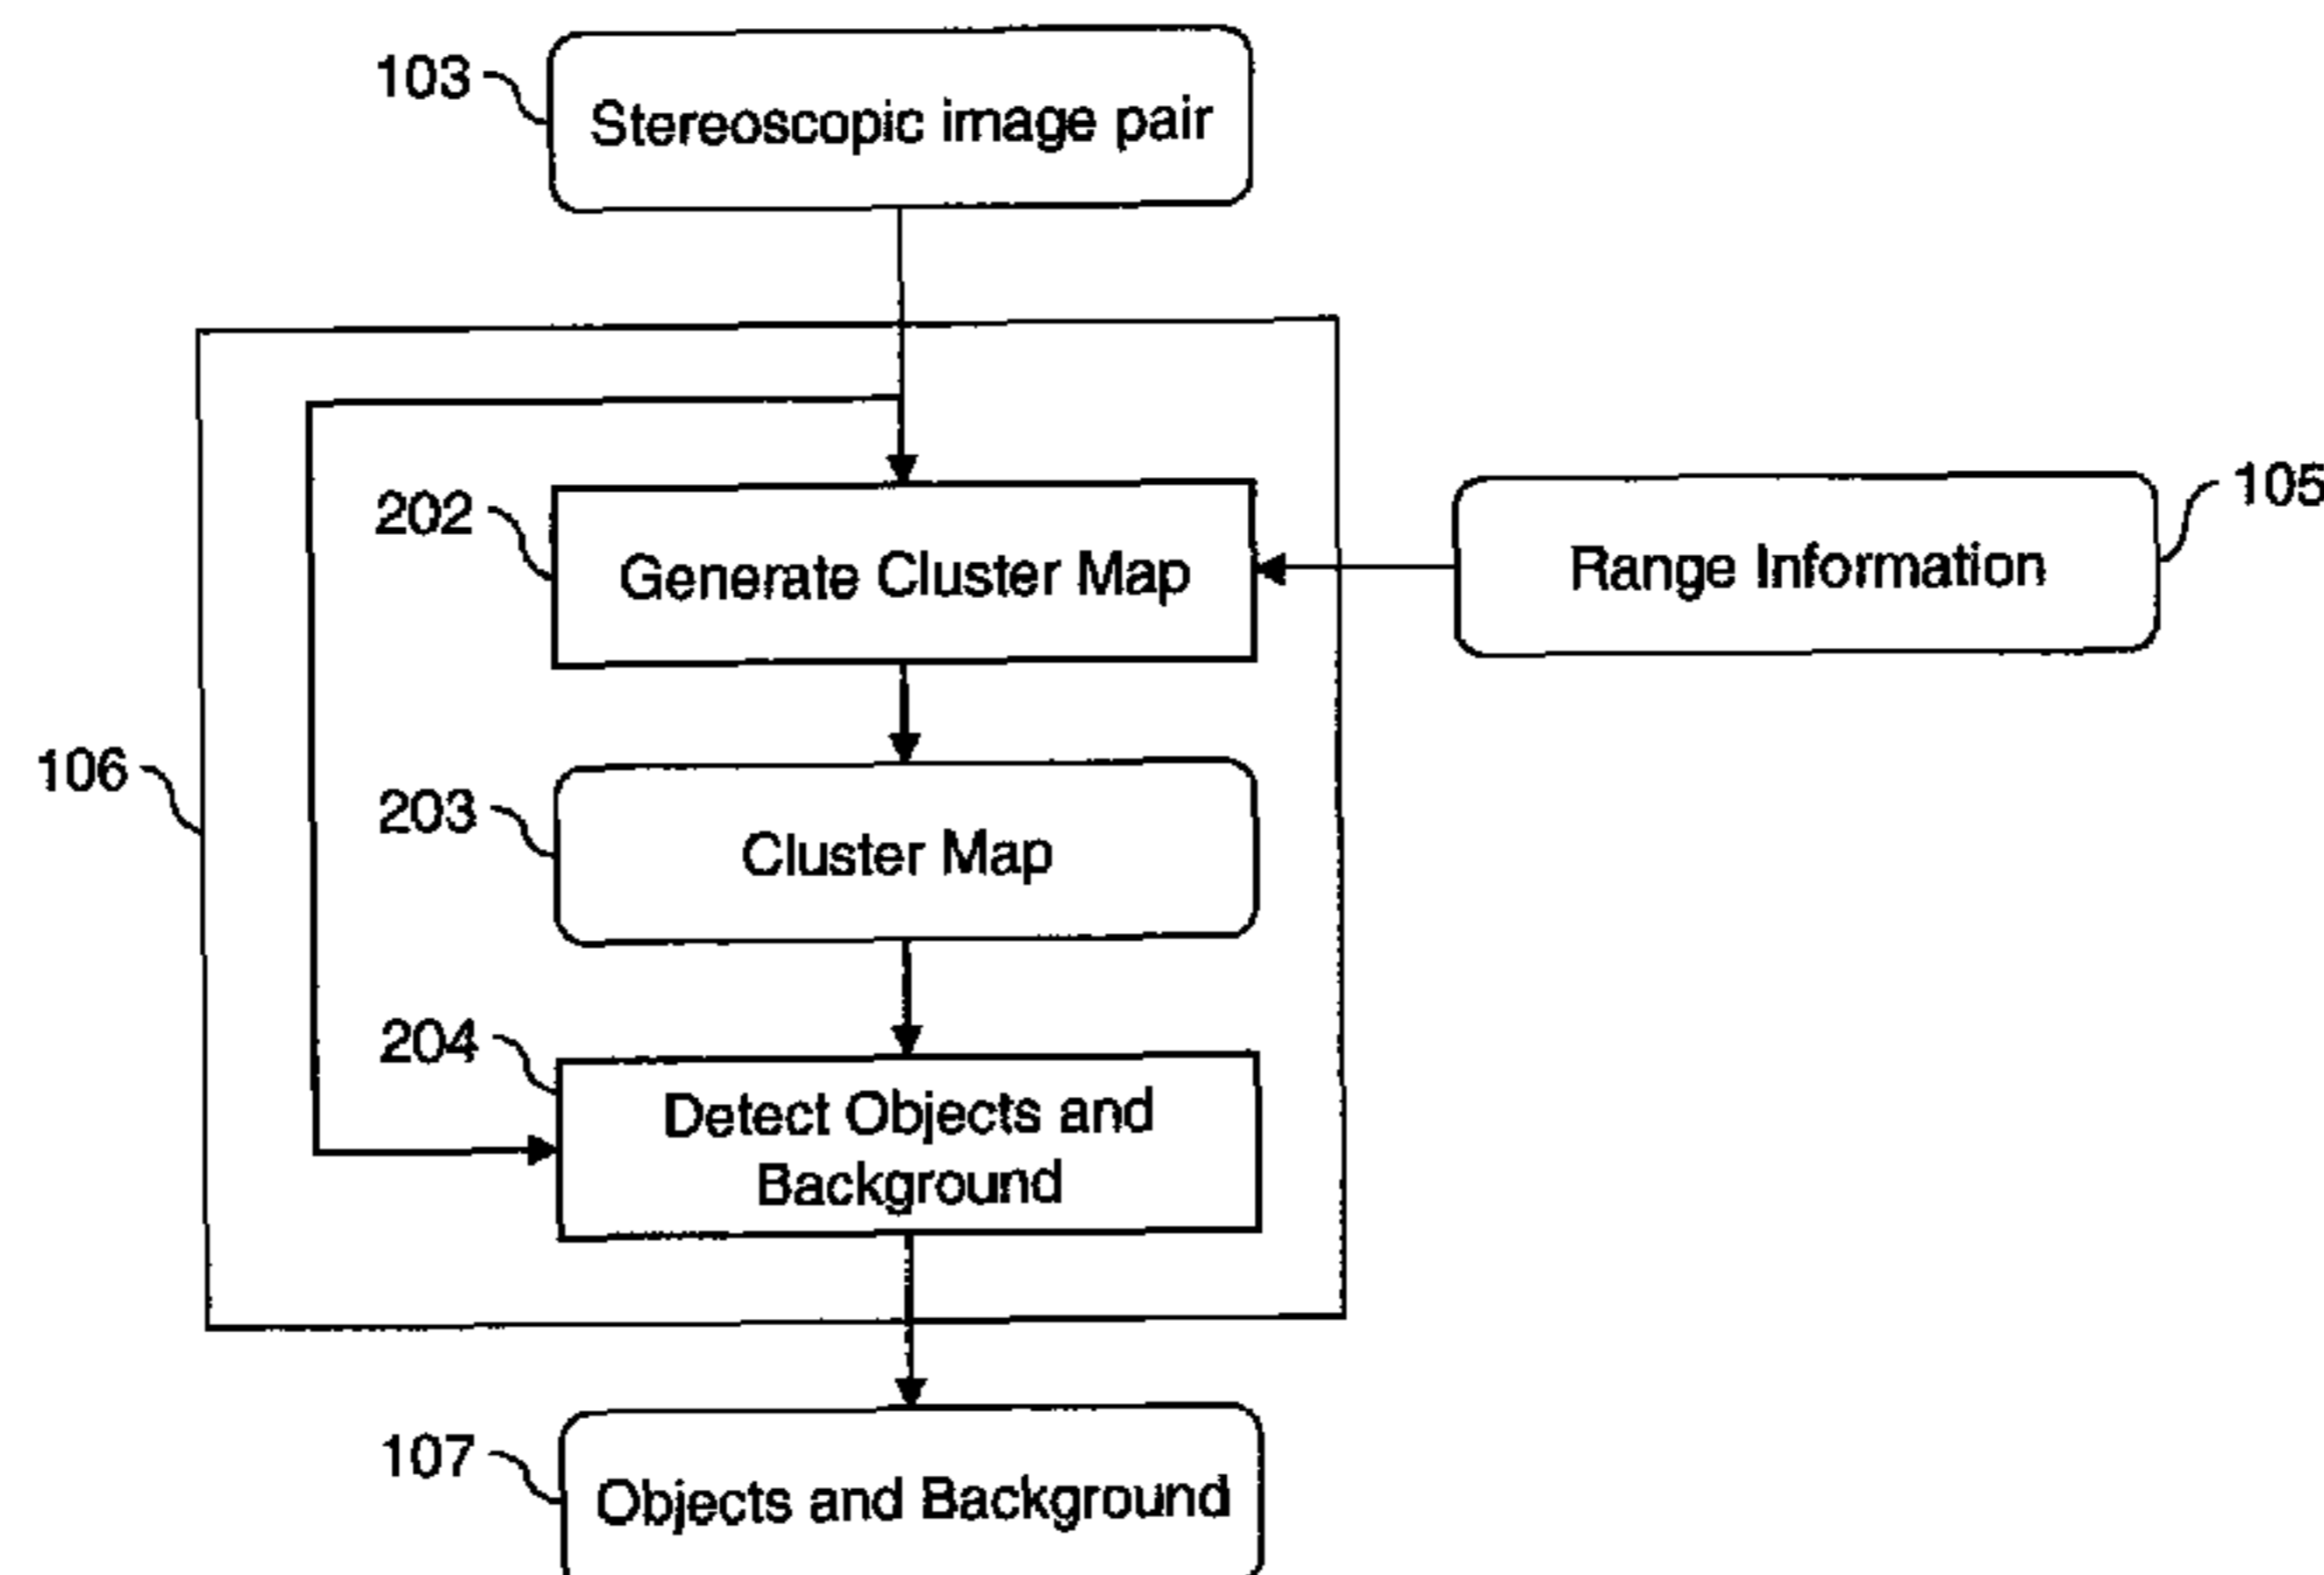 103
Stereoscopic image pair
202
Generate Cluster Map
Range Information
105
106
203
Cluster Map
204
Detect Objects and
Background
107
Objects and Background